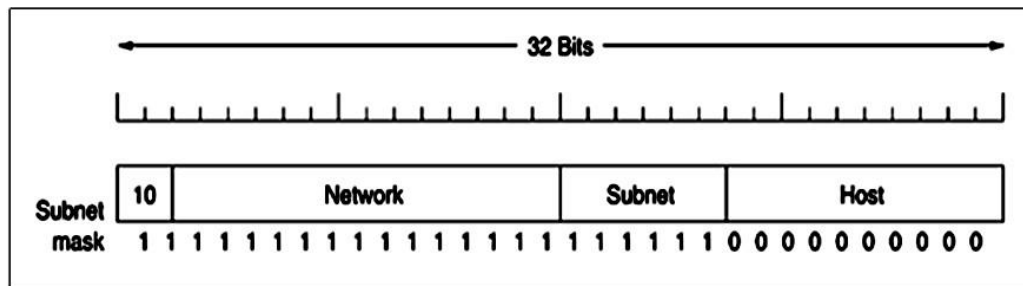 32 Bits
10 Network Subnet Host
Subnet
mask 1 1 1 1 1 1 1 1 1 1 1 1 1 1 1 1 1 1 1 1 1 1 0 0 0 0 0 0 0 0 0 0